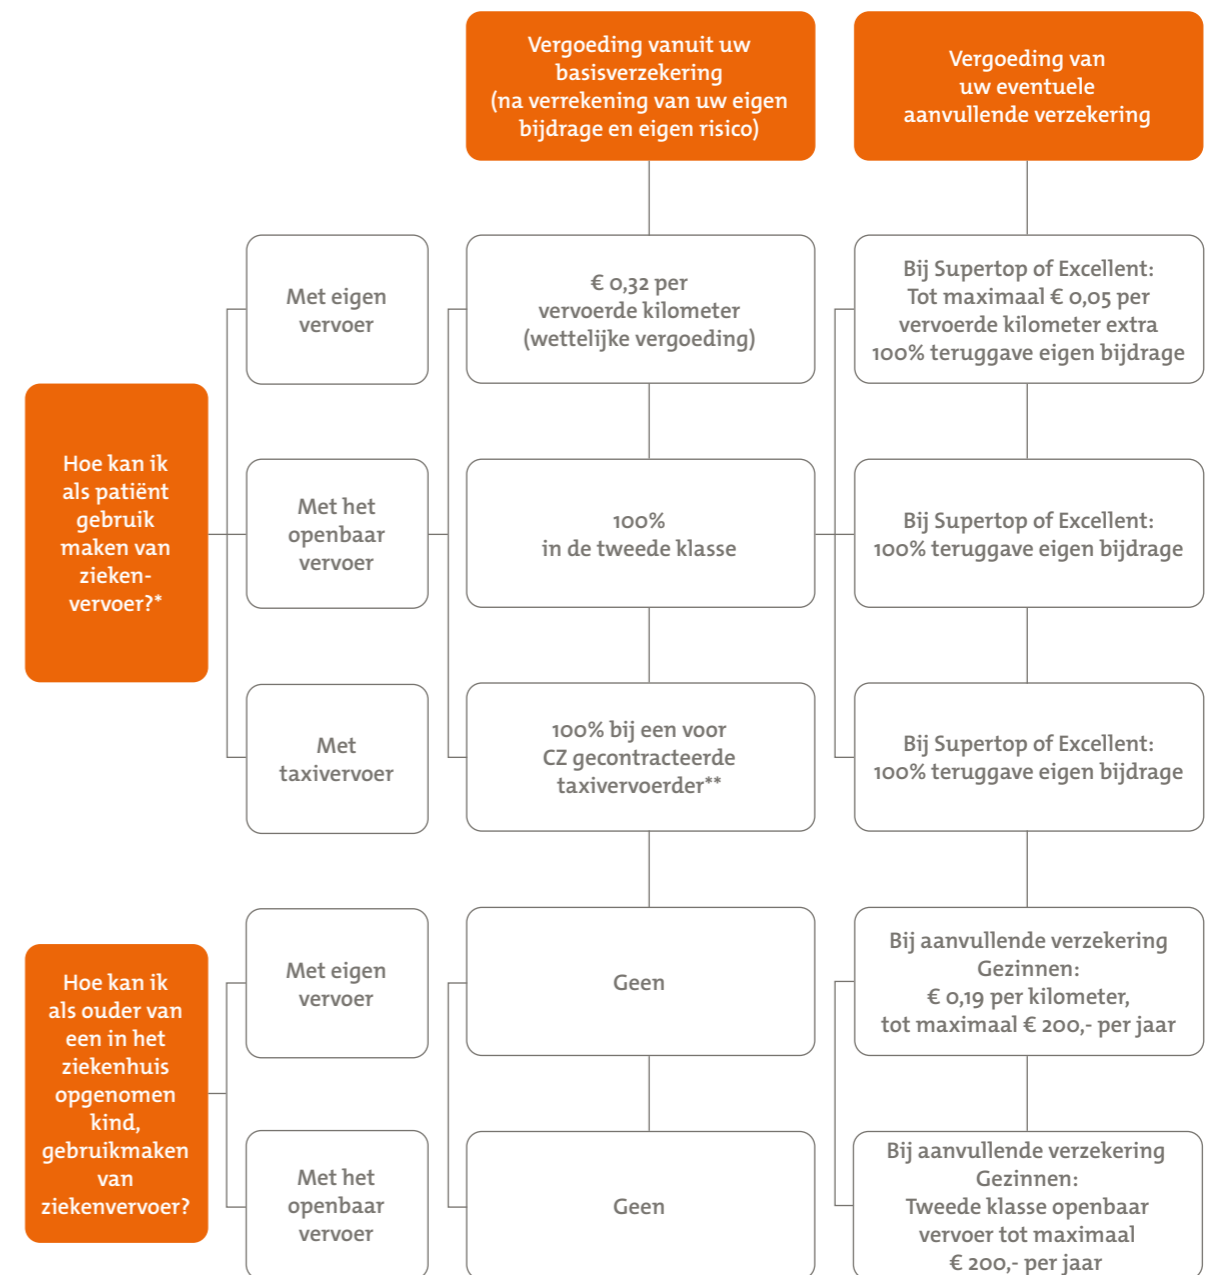 Vergoeding vanuit uw
basisverzekering
(na verrekening van uw eigen
bijdrage en eigen risico)
Vergoeding van
uw eventuele
aanvullende verzekering
Hoe kan ik
als patiënt
gebruik
maken van
zieken-
vervoer?*
Met eigen
vervoer
€ 0,32 per
vervoerde kilometer
(wettelijke vergoeding)
Bij Supertop of Excellent:
Tot maximaal € 0,05 per
vervoerde kilometer extra
100% teruggave eigen bijdrage
Met het
openbaar
vervoer
100%
in de tweede klasse
Bij Supertop of Excellent:
100% teruggave eigen bijdrage
Met
taxivervoer
100% bij een voor
CZ gecontracteerde
taxivervoerder**
Bij Supertop of Excellent:
100% teruggave eigen bijdrage
Hoe kan ik
als ouder van
een in het
ziekenhuis
opgenomen
kind,
gebruikmaken
van
ziekenvervoer?
Met eigen
vervoer
Geen
Bij aanvullende verzekering
Gezinnen:
€ 0,19 per kilometer,
tot maximaal € 200,- per jaar
Met het
openbaar
vervoer
Geen
Bij aanvullende verzekering
Gezinnen:
Tweede klasse openbaar
vervoer tot maximaal
€ 200,- per jaar